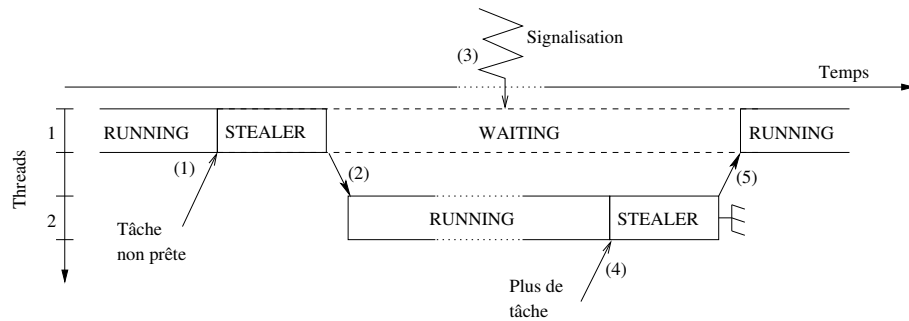 Signalisation
(3)
Temps
Threads
1
RUNNING
STEALER
WAITING
RUNNING
(1)
(2)
(5)
2
RUNNING
STEALER
Tâche
non prête
(4)
Plus de
tâche